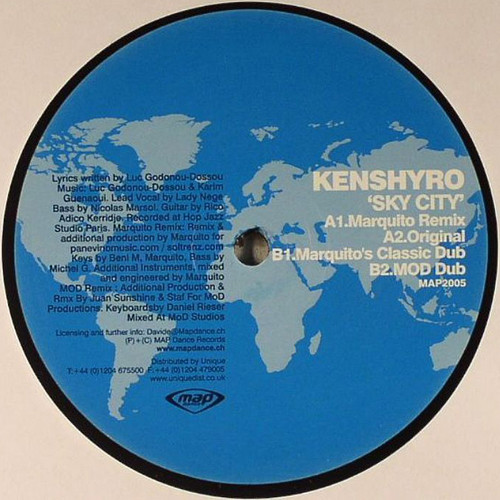 KENSHYRO
'SKY CITY'
A1.Marquito Remix
A2.Original
B1.Marquito's Classic Dub
B2.MOD Dub
MAP2005
Lyrics written by Luc Godonou-Dossou
Music: Luc Godonou-Dossou & Karim
Guenaoui. Lead Vocal by Lady Nege
Bass by Nicolas Marsol. Guitar by Rico
Adico Kerridje. Recorded at Hop Jazz
Studio Paris. Marquito Remix: Remix &
additional production by Marquito for
panevinormusic.com / soltrenz.com
Keys by Beni M, Marquito, Bass by
Michel G. Additional Instruments, mixed
and engineered by Marquito
MOD Remix : Additional Production &
Rmx By Juan Sunshine & Staf For MoD
Productions. Keyboardsby Daniel Rieser
Mixed At MoD Studios
Licensing and further info: Davide@Mapdance.ch
(P)+(C) MAP Dance Records
www.mapdance.ch
Distributed by Unique
T:+44 (0)1204 675500 F:+44 (0)1204 479005
www.uniquedist.co.uk
map